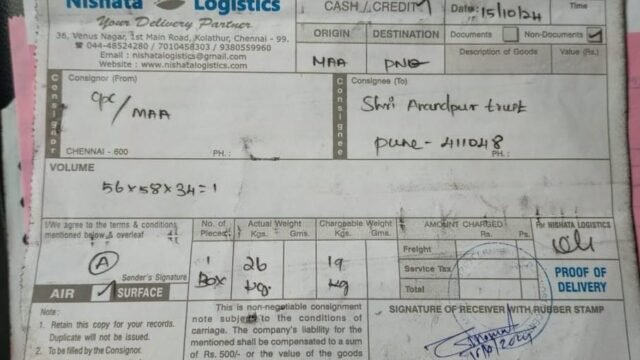 Nishata Logistics
Your Delivery Partner
36, Venus Nagar, 1st Main Road, Kolathur, Chennai - 99.
044-48524280 / 7010458303 / 9380559960
Email : nishatalogistics@gmail.com
Website : www.nishatalogistics.com
CASH / CREDIT
Date: 15/10/24
Time
ORIGIN
DESTINATION
MAA
PNQ
Documents
Non-Documents
Description of Goods
Value (Rs.)
Consignor
Consignor (From)
cpc/MAA
CHENNAI - 600
PH. :
Consignee
Consignee (To)
Shri trust
pune - 411048
PH. :
VOLUME
56 x 58 x 34 = 1
I/We agree to the terms & conditions
mentioned below & overleaf
A
Sender's Signature
AIR
SURFACE
No. of Pieces
1
Box
Actual Weight
Kgs.
Gms.
26
kg.
Chargeable Weight
Kgs.
Gms.
19
kg
AMOUNT CHARGED
Rs.
Ps.
Freight
Service Tax
Total
For NISHATA LOGISTICS
PROOF OF
DELIVERY
Note :
1. Retain this copy for your records.
Duplicate will not be issued.
2. To be filled by the Consignor.
This is non-negotiable consignment
note subject to the conditions of
carriage. The company's liability for the
mentioned shall be compensated to a
sum of Rs. 500/- or the value of the goods
SIGNATURE OF RECEIVER WITH RUBBER STAMP